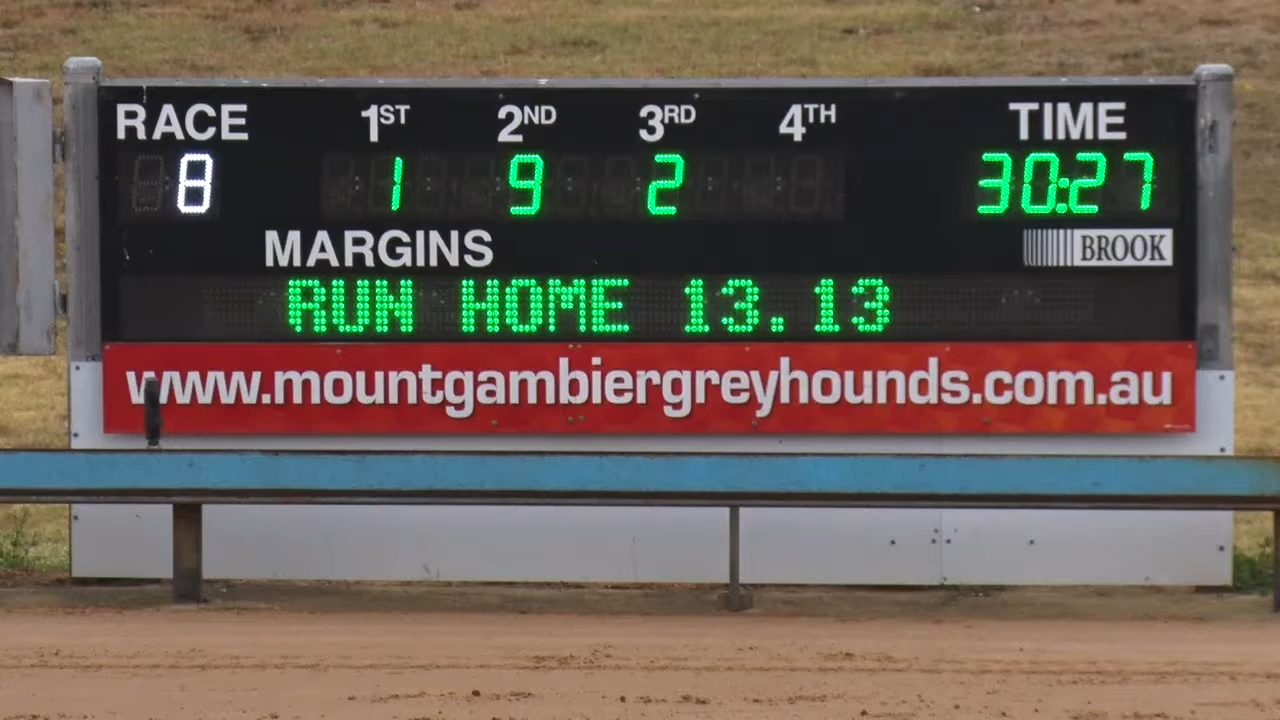 RACE 1ST 2ND 3RD 4TH TIME
8 1 9 2 30:27
MARGINS BROOK
RUN HOME 13.13
www.mountgambiergreyhounds.com.au